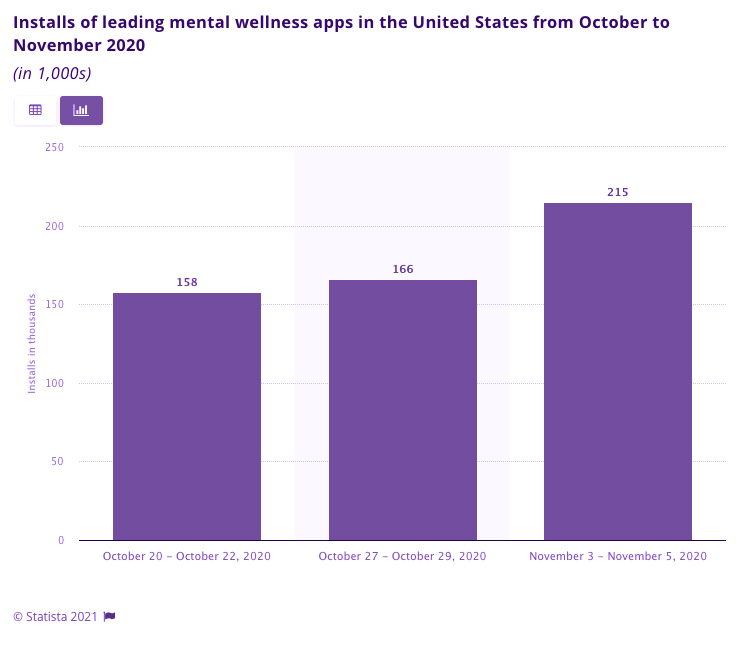 Installs of leading mental wellness apps in the United States from October to
November 2020
(in 1,000s)
250
200
150
100
50
0
Installs in thousands
158
166
215
October 20 – October 22, 2020
October 27 – October 29, 2020
November 3 – November 5, 2020
© Statista 2021